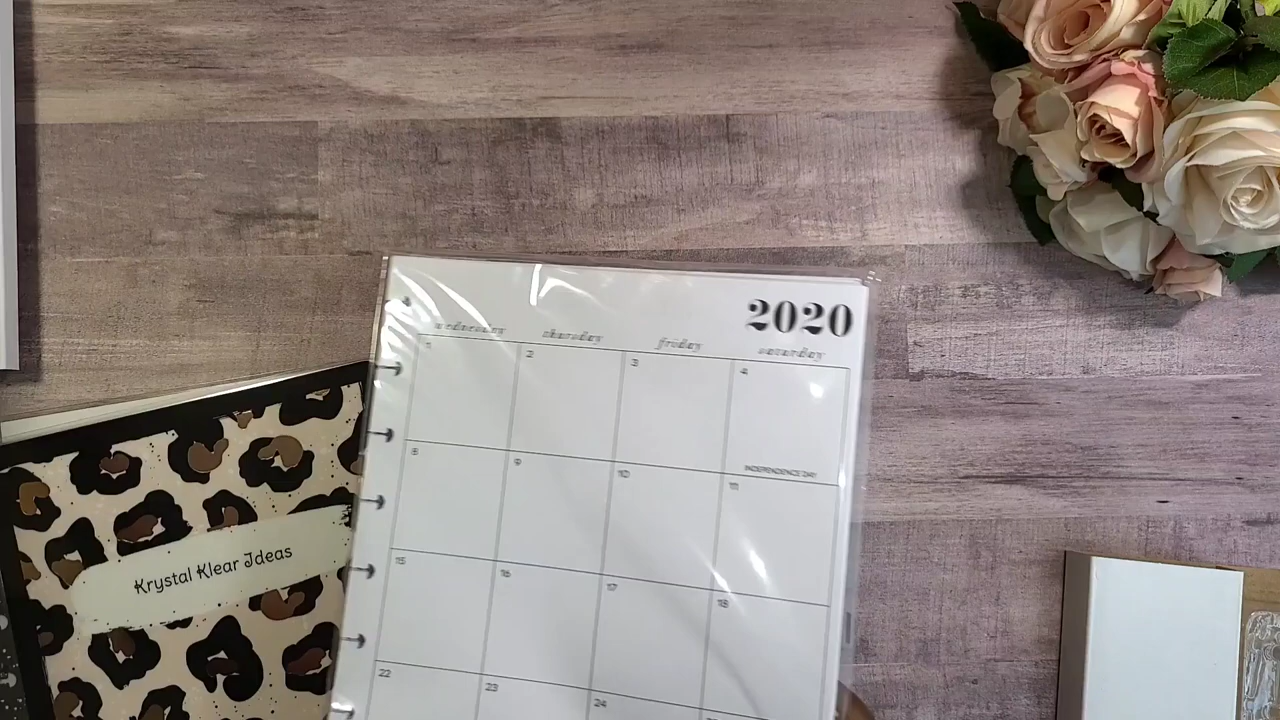 2020
wednesday thursday friday saturday
1 2 3 4
INDEPENDENCE DAY
8 9 10 11
15 16 17 18
22 23 24
Krystal Klear Ideas